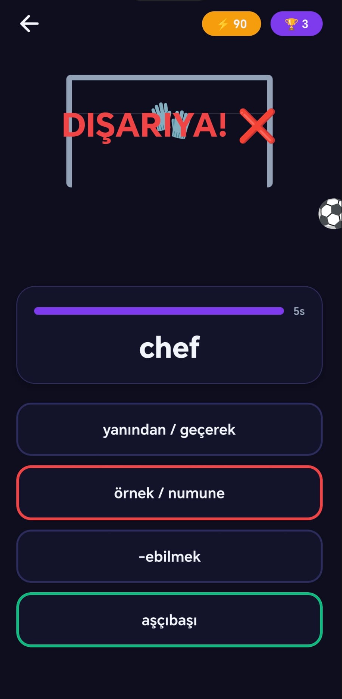 ⚡ 90 🏆 3
DIŞARIYA! ❌
5s
chef
yanından / geçerek
örnek / numune
-ebilmek
aşçıbaşı